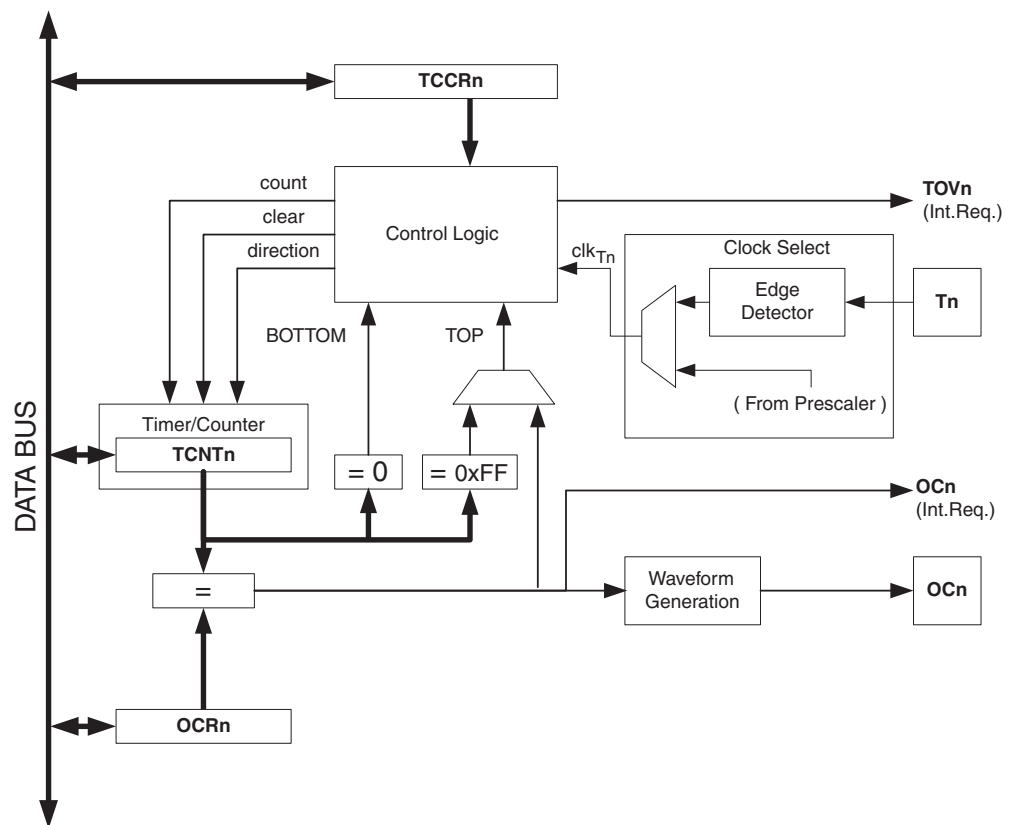 TCCRn
count
clear
direction
Control Logic
TOVn
(Int.Req.)
clkTn
Clock Select
Edge
Detector
Tn
BOTTOM
TOP
( From Prescaler )
DATA BUS
Timer/Counter
TCNTn
= 0
= 0xFF
OCn
(Int.Req.)
=
Waveform
Generation
OCn
OCRn